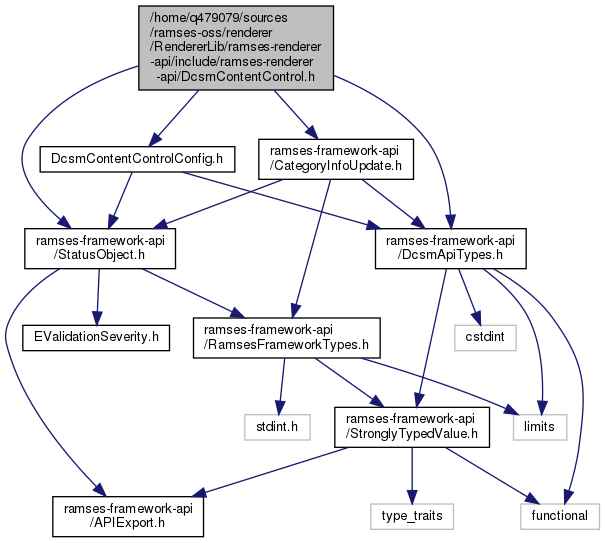 /home/q479079/sources
/ramses-oss/renderer
/RendererLib/ramses-renderer
-api/include/ramses-renderer
-api/DcsmContentControl.h
DcsmContentControlConfig.h
ramses-framework-api
/CategoryInfoUpdate.h
ramses-framework-api
/StatusObject.h
ramses-framework-api
/DcsmApiTypes.h
EValidationSeverity.h
ramses-framework-api
/RamsesFrameworkTypes.h
cstdint
stdint.h
ramses-framework-api
/StronglyTypedValue.h
limits
ramses-framework-api
/APIExport.h
type_traits
functional